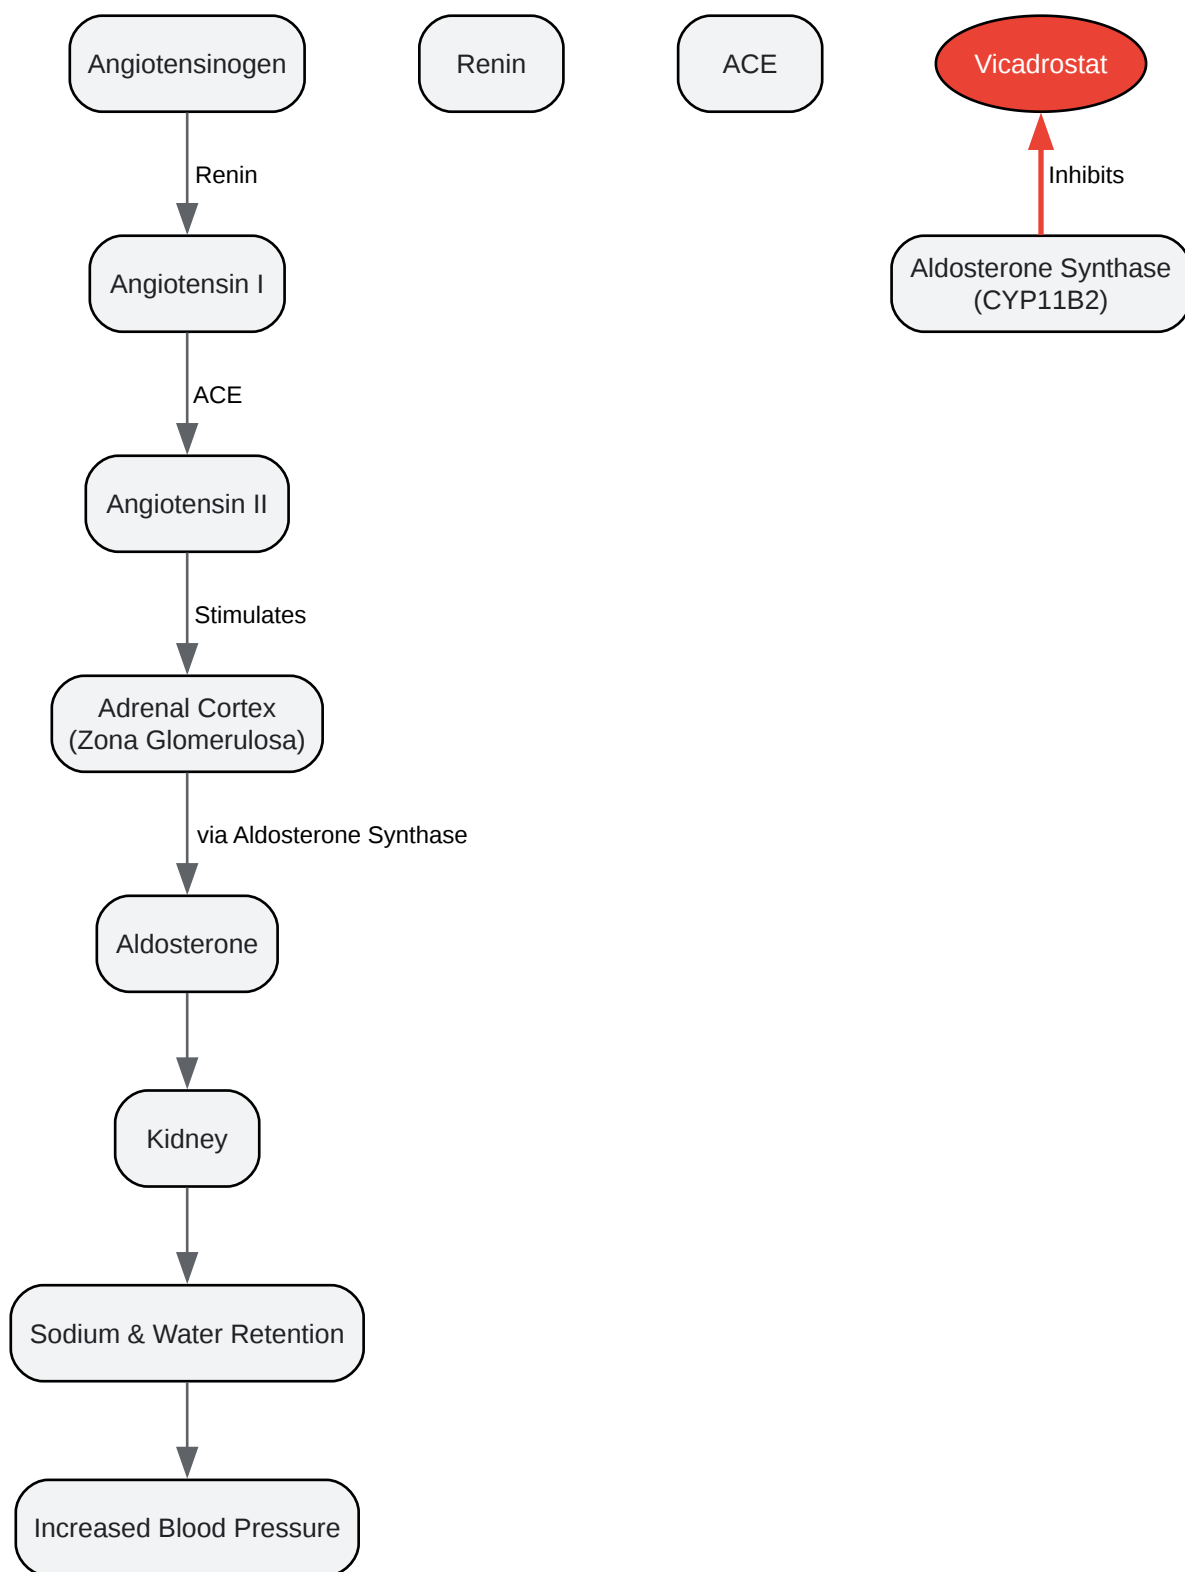 Angiotensinogen
Renin
ACE
Vicadrostat
Renin
Inhibits
Angiotensin I
Aldosterone Synthase
(CYP11B2)
ACE
Angiotensin II
Stimulates
Adrenal Cortex
(Zona Glomerulosa)
via Aldosterone Synthase
Aldosterone
Kidney
Sodium & Water Retention
Increased Blood Pressure